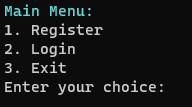 Main Menu:
1. Register
2. Login
3. Exit
Enter your choice: